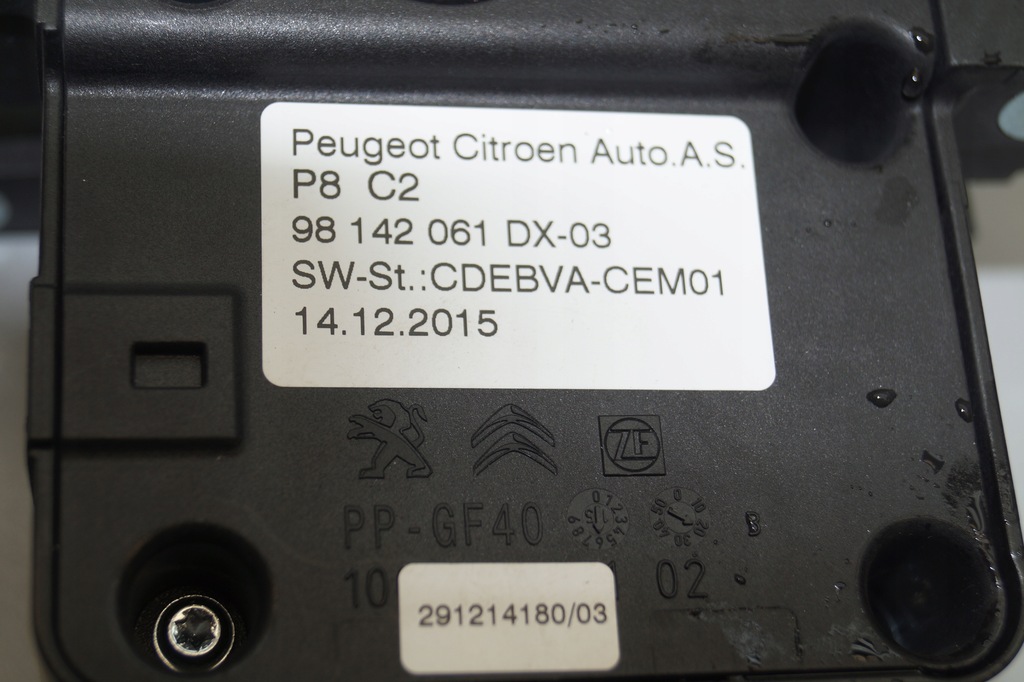 Peugeot Citroen Auto.A.S.
P8 C2
98 142 061 DX-03
SW-St.:CDEBVA-CEM01
14.12.2015
ZF
PP-GF40
10 02
291214180/03